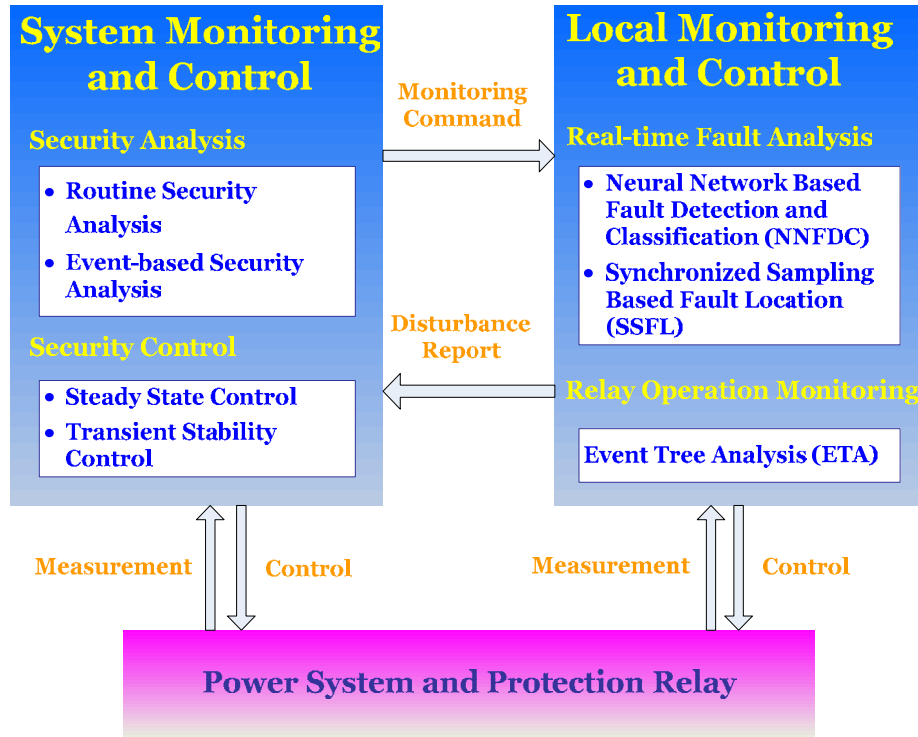 System Monitoring
and Control
Security Analysis
• Routine Security
Analysis
• Event-based Security
Analysis
Security Control
• Steady State Control
• Transient Stability
Control
Monitoring
Command
Disturbance
Report
Local Monitoring
and Control
Real-time Fault Analysis
• Neural Network Based
Fault Detection and
Classification (NNFDC)
• Synchronized Sampling
Based Fault Location
(SSFL)
Relay Operation Monitoring
Event Tree Analysis (ETA)
Measurement
Control
Measurement
Control
Power System and Protection Relay